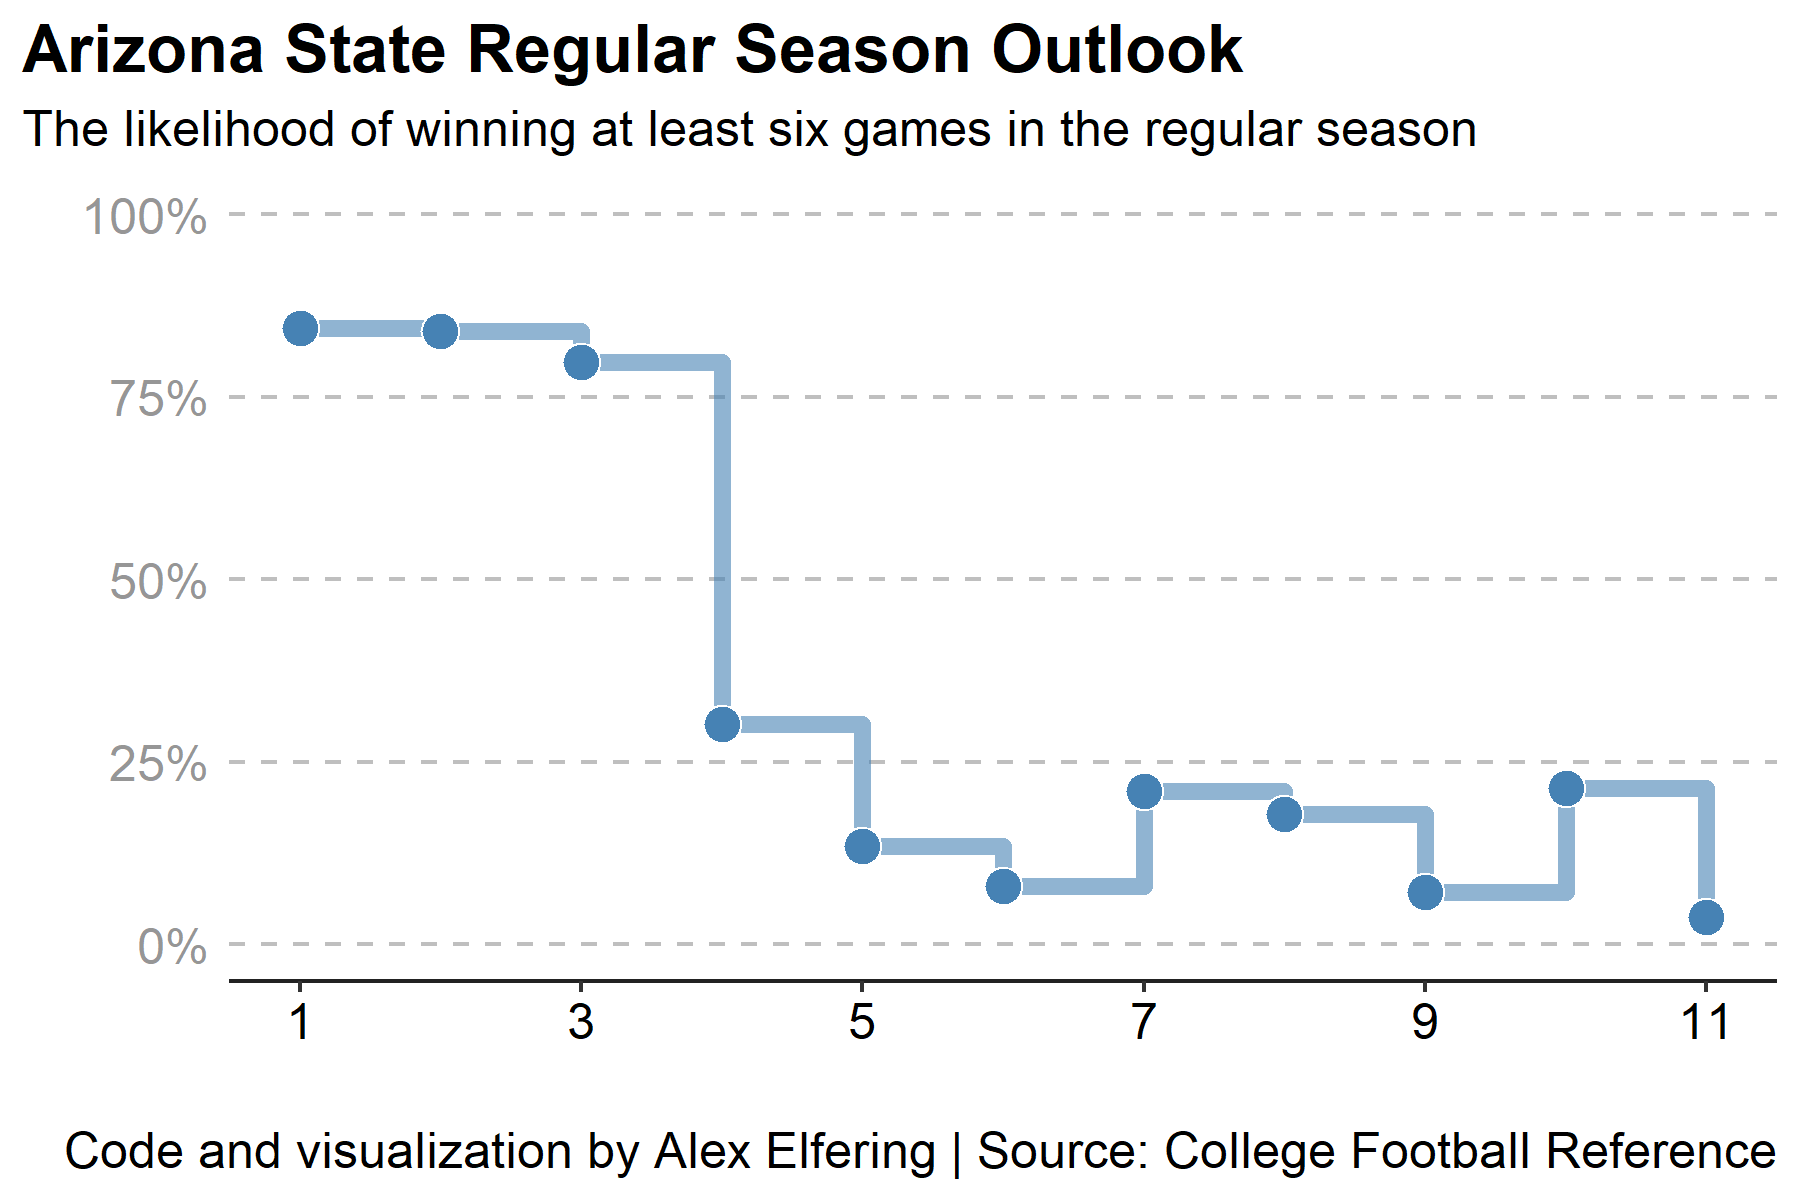 Arizona State Regular Season Outlook
The likelihood of winning at least six games in the regular season
100%
75%
50%
25%
0%
1 3 5 7 9 11
Code and visualization by Alex Elfering | Source: College Football Reference